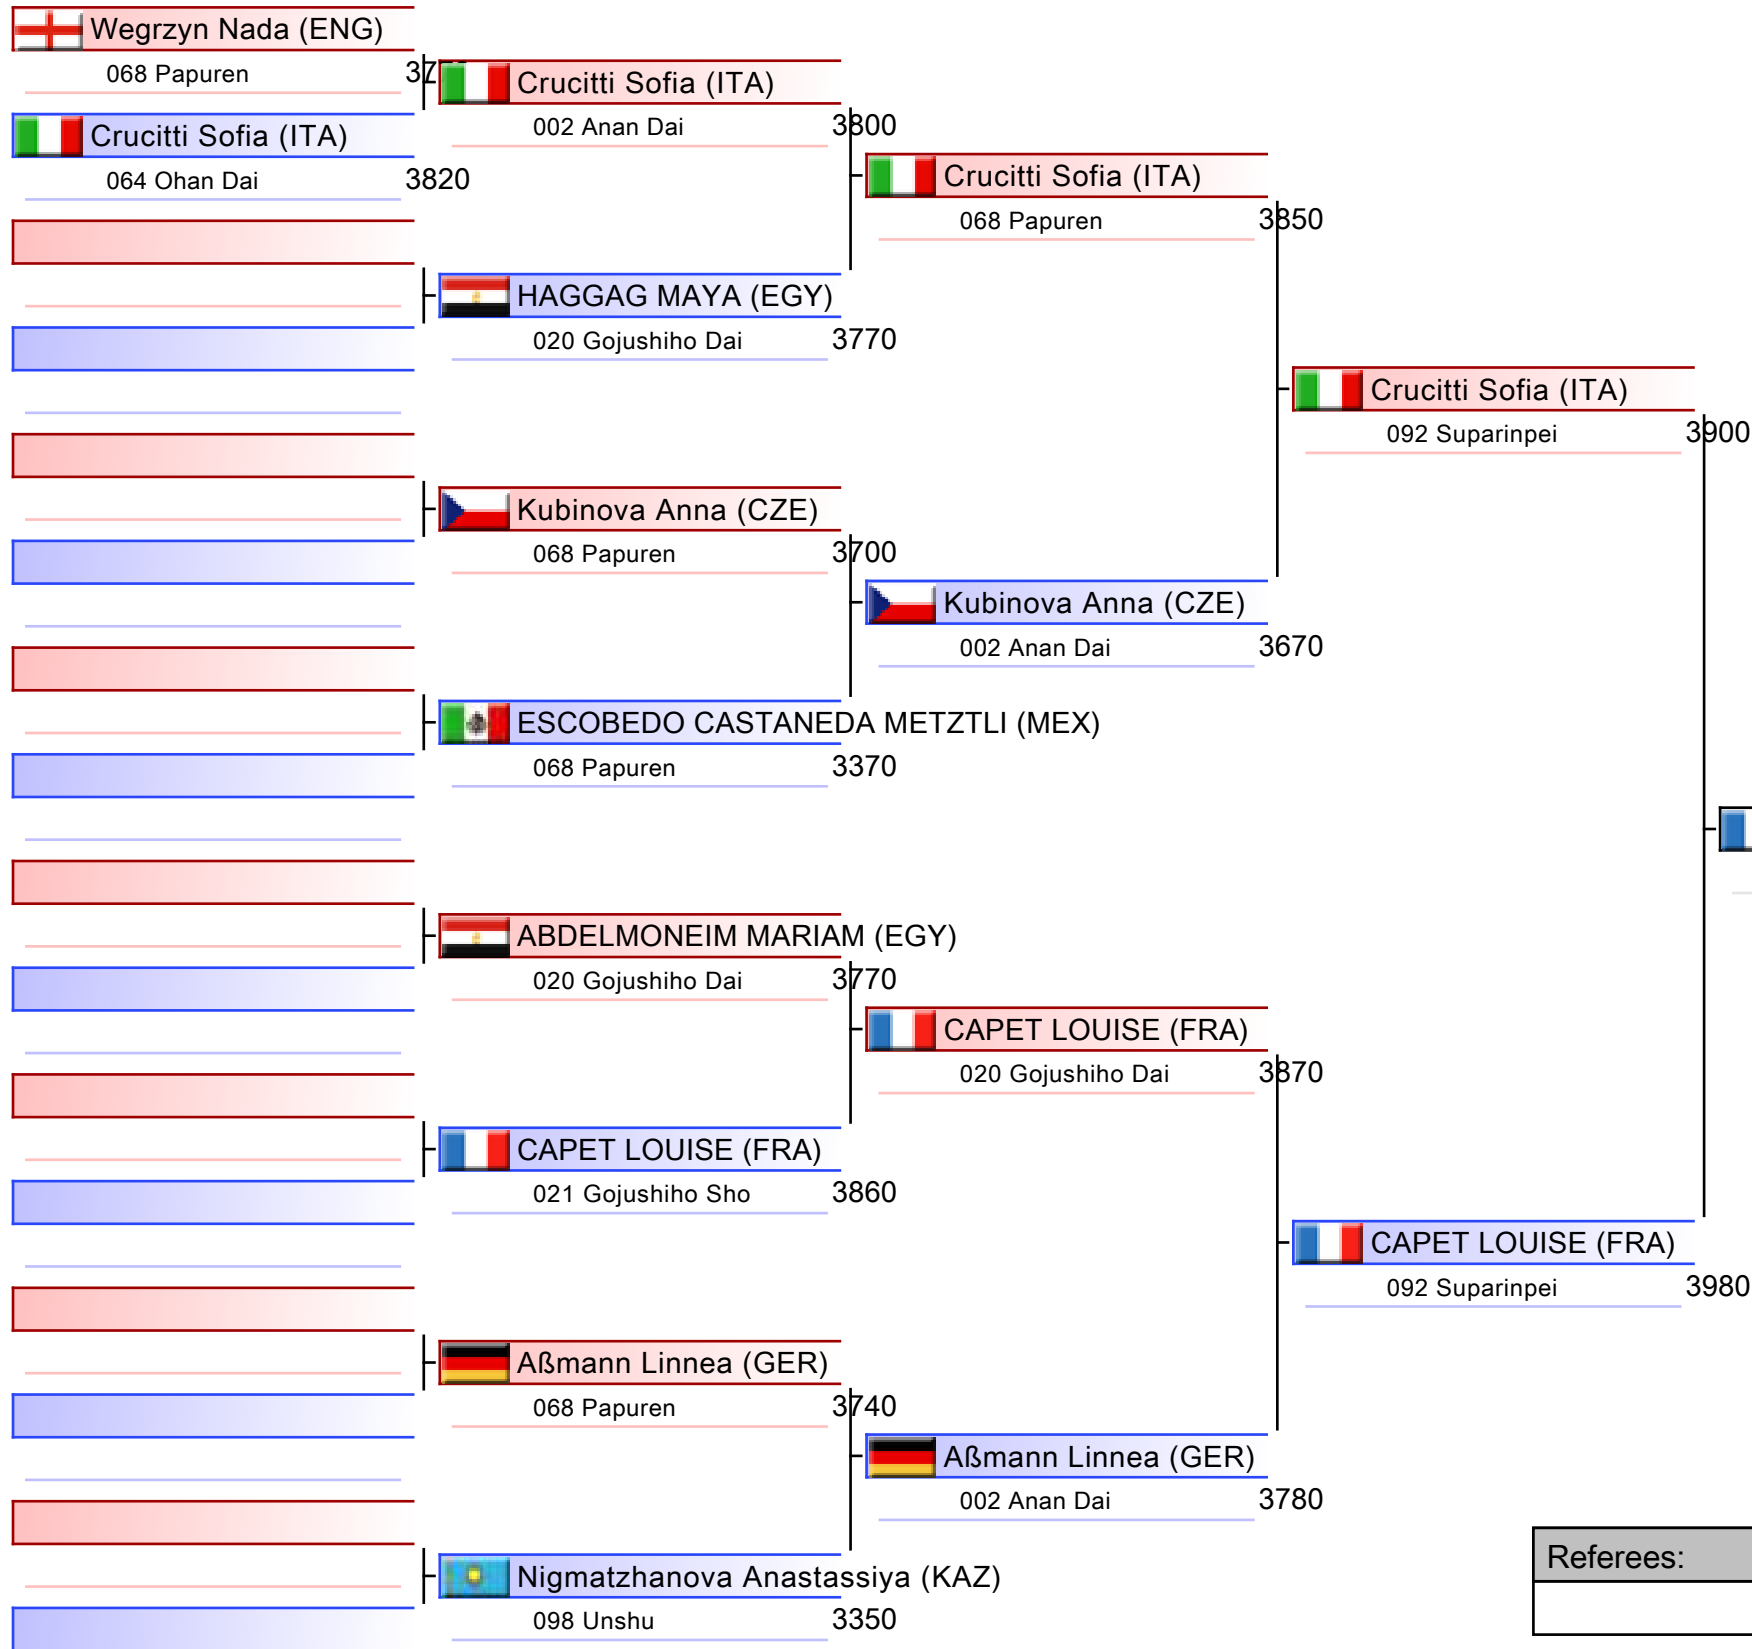 Wegrzyn Nada (ENG)
068 Papuren
Crucitti Sofia (ITA)
064 Ohan Dai 3820
Crucitti Sofia (ITA)
002 Anan Dai 3800
HAGGAG MAYA (EGY)
020 Gojushiho Dai 3770
Kubinova Anna (CZE)
068 Papuren 3700
ESCOBEDO CASTANEDA METZTLI (MEX)
068 Papuren 3370
ABDELMONEIM MARIAM (EGY)
020 Gojushiho Dai 3770
CAPET LOUISE (FRA)
021 Gojushiho Sho 3860
Aßmann Linnea (GER)
068 Papuren 3740
Nigmatzhanova Anastassiya (KAZ)
098 Unshu 3350
Crucitti Sofia (ITA)
068 Papuren 3850
Kubinova Anna (CZE)
002 Anan Dai 3670
CAPET LOUISE (FRA)
020 Gojushiho Dai 3870
Aßmann Linnea (GER)
002 Anan Dai 3780
Crucitti Sofia (ITA)
092 Suparinpei 3900
CAPET LOUISE (FRA)
092 Suparinpei 3980
Referees: